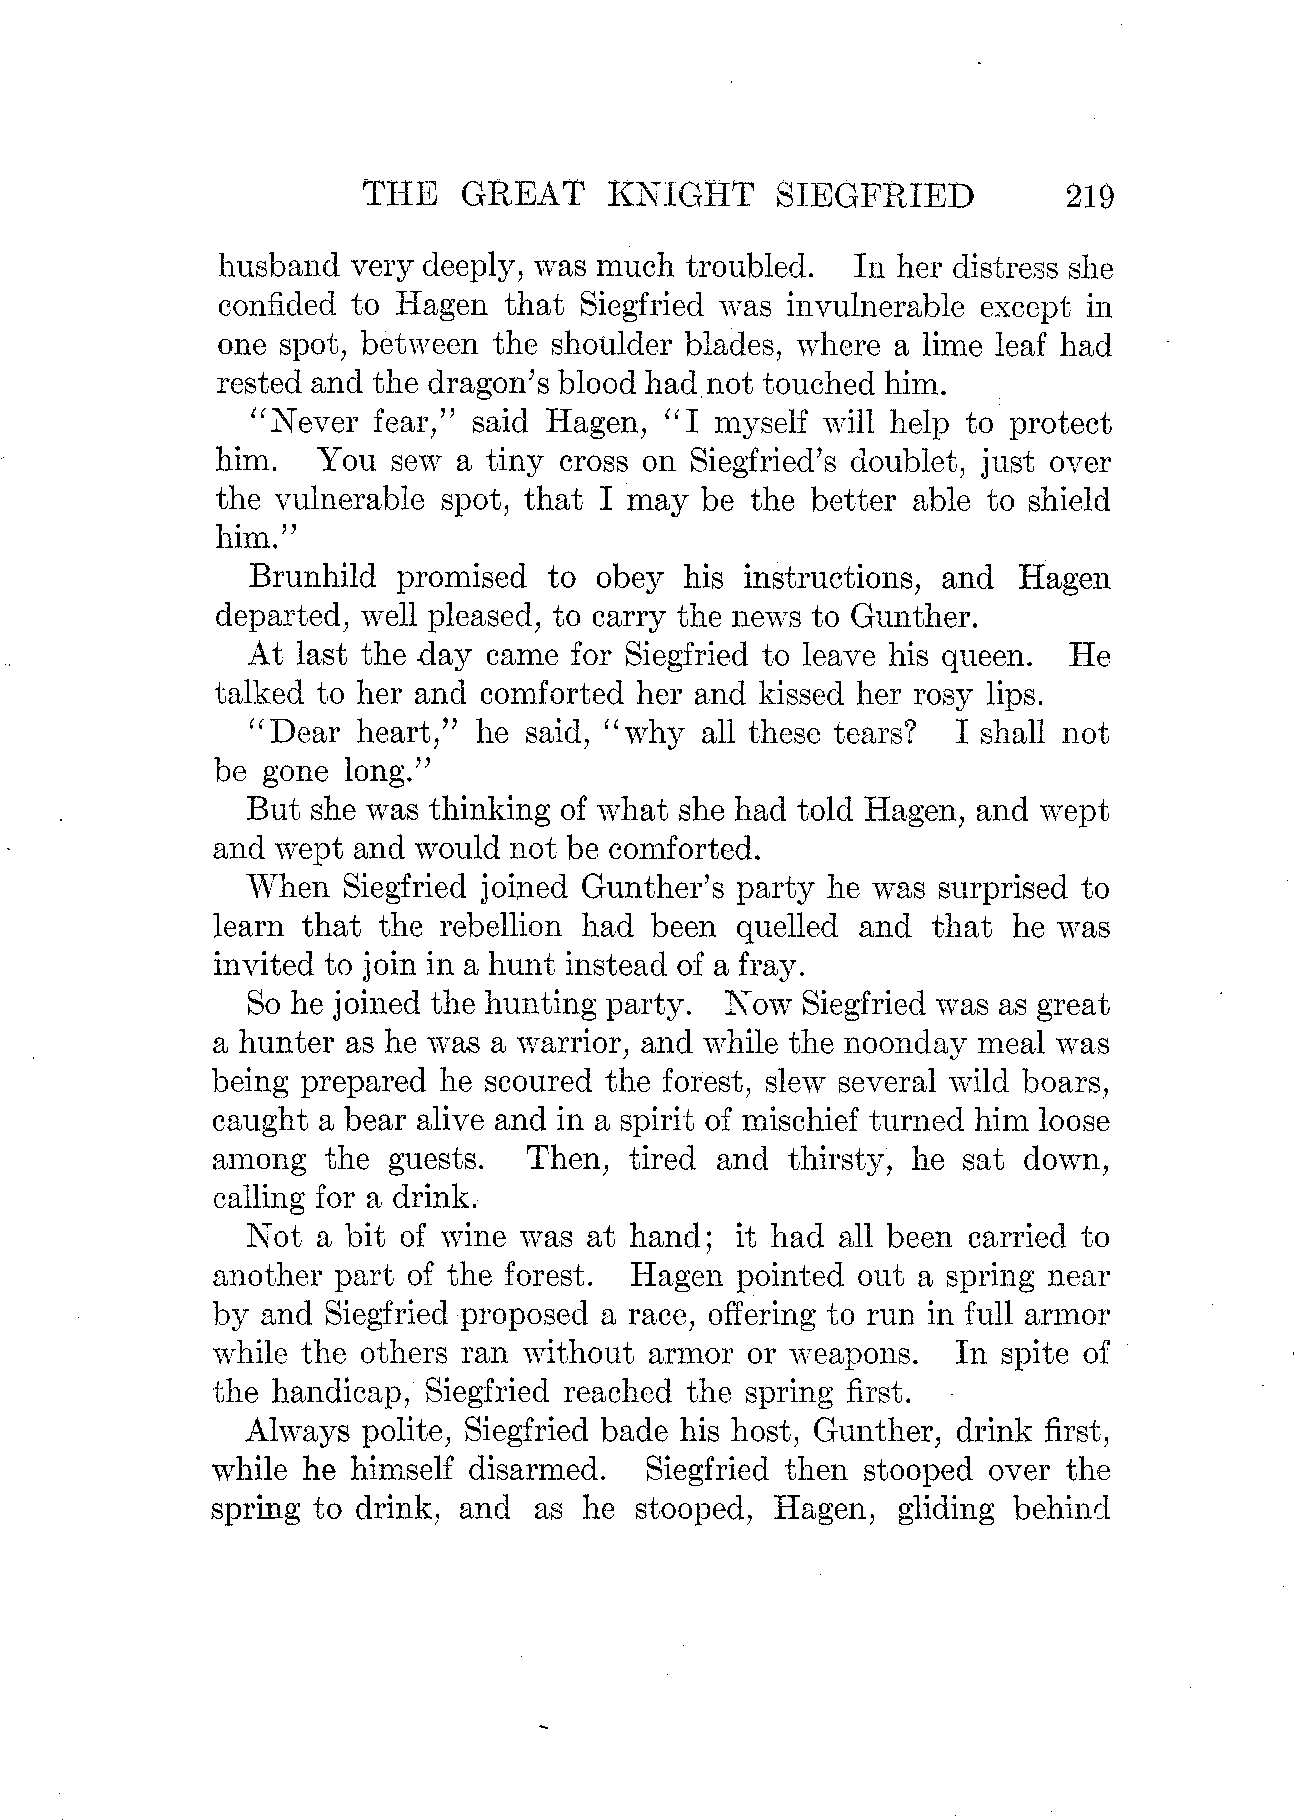 THE GREAT KNIGHT SIEGFRIED 219
husband very deeply, was much troubled. In her distress she
confided to Hagen that Siegfried was invulnerable except in
one spot, between the shoulder blades, where a lime leaf had
rested and the dragon's blood had not touched him.
"Never fear," said Hagen, "I myself will help to protect
him. You sew a tiny cross on Siegfried's doublet, just over
the vulnerable spot, that I may be the better able to shield
him."
Brunhild promised to obey his instructions, and Hagen
departed, well pleased, to carry the news to Gunther.
At last the day came for Siegfried to leave his queen. He
talked to her and comforted her and kissed her rosy lips.
"Dear heart," he said, "why all these tears? I shall not
be gone long."
But she was thinking of what she had told Hagen, and wept
and wept and would not be comforted.
When Siegfried joined Gunther's party he was surprised to
learn that the rebellion had been quelled and that he was
invited to join in a hunt instead of a fray.
So he joined the hunting party. Now Siegfried was as great
a hunter as he was a warrior, and while the noonday meal was
being prepared he scoured the forest, slew several wild boars,
caught a bear alive and in a spirit of mischief turned him loose
among the guests. Then, tired and thirsty, he sat down,
calling for a drink.
Not a bit of wine was at hand; it had all been carried to
another part of the forest. Hagen pointed out a spring near
by and Siegfried proposed a race, offering to run in full armor
while the others ran without armor or weapons. In spite of
the handicap, Siegfried reached the spring first.
Always polite, Siegfried bade his host, Gunther, drink first,
while he himself disarmed. Siegfried then stooped over the
spring to drink, and as he stooped, Hagen, gliding behind